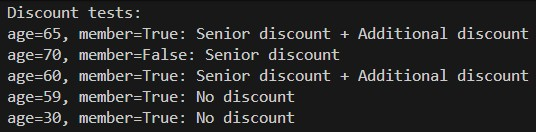 Discount tests:
age=65, member=True: Senior discount + Additional discount
age=70, member=False: Senior discount
age=60, member=True: Senior discount + Additional discount
age=59, member=True: No discount
age=30, member=True: No discount